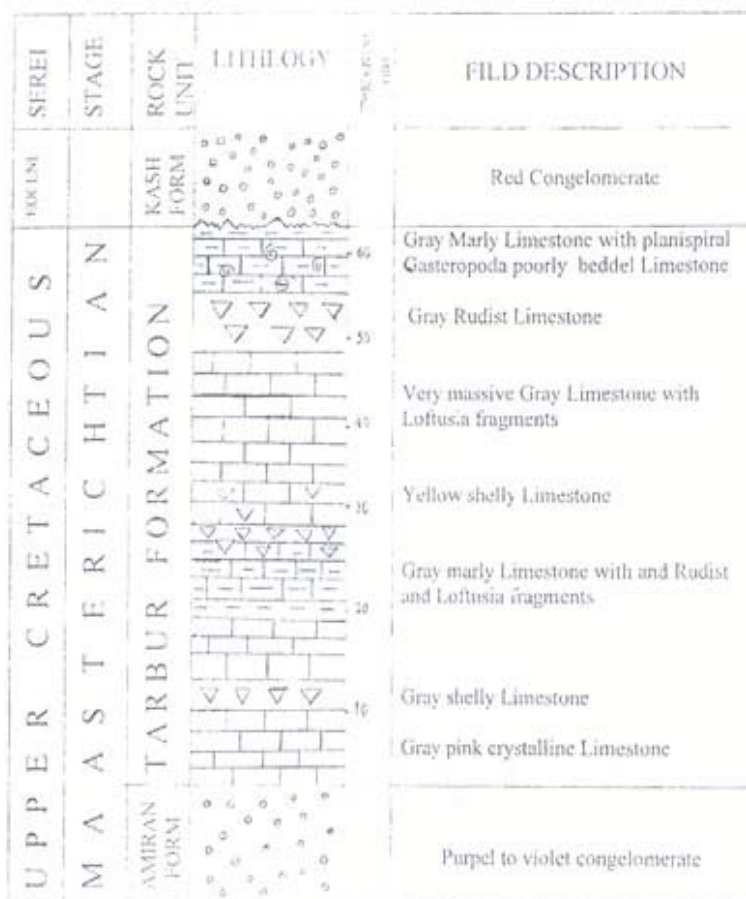 SEREI
STAGE
ROCK
UNIT
LITHLOGY
FILD DESCRIPTION
KASH
FORM
Red Congelomerate
UPPER CRETACEOUS
MAASTERICHTIAN
TARBUR FORMATION
60
Gray Marly Limestone with planispiral
Gasteropoda poorly beddel Limestone
Gray Rudist Limestone
50
Very massive Gray Limestone with
Loftusia fragments
40
Yellow shelly Limestone
30
Gray marly Limestone with and Rudist
and Loftusia fragments
20
Gray shelly Limestone
10
Gray pink crystalline Limestone
AMIRAN
FORM
Purpel to violet congelomerate